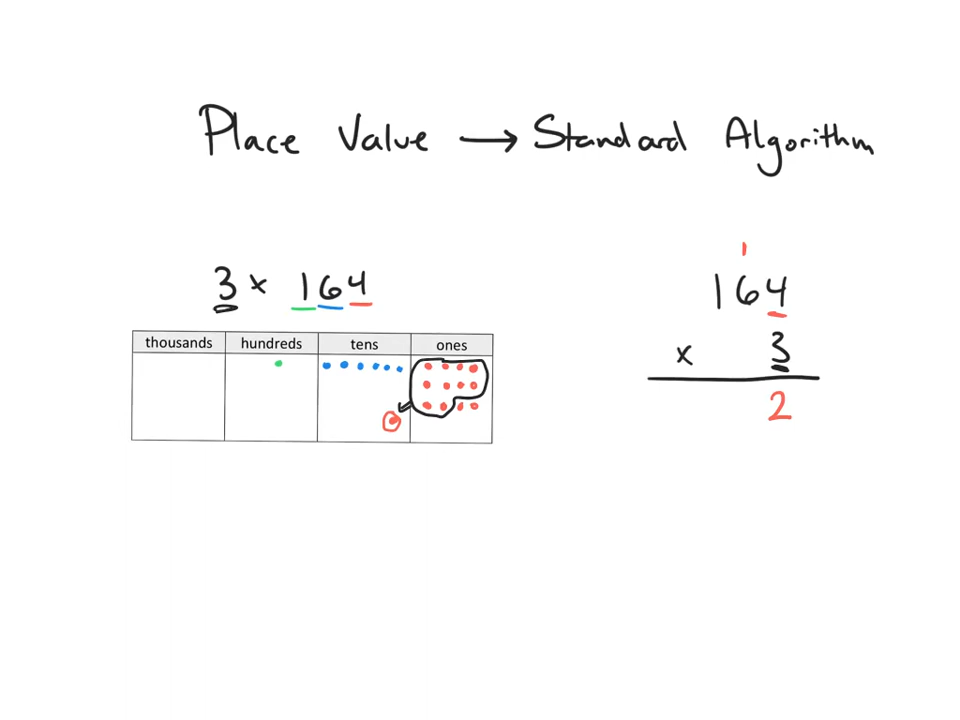 Place Value → Standard Algorithm
3 × 164
thousands hundreds tens ones
1
164
× 3
2